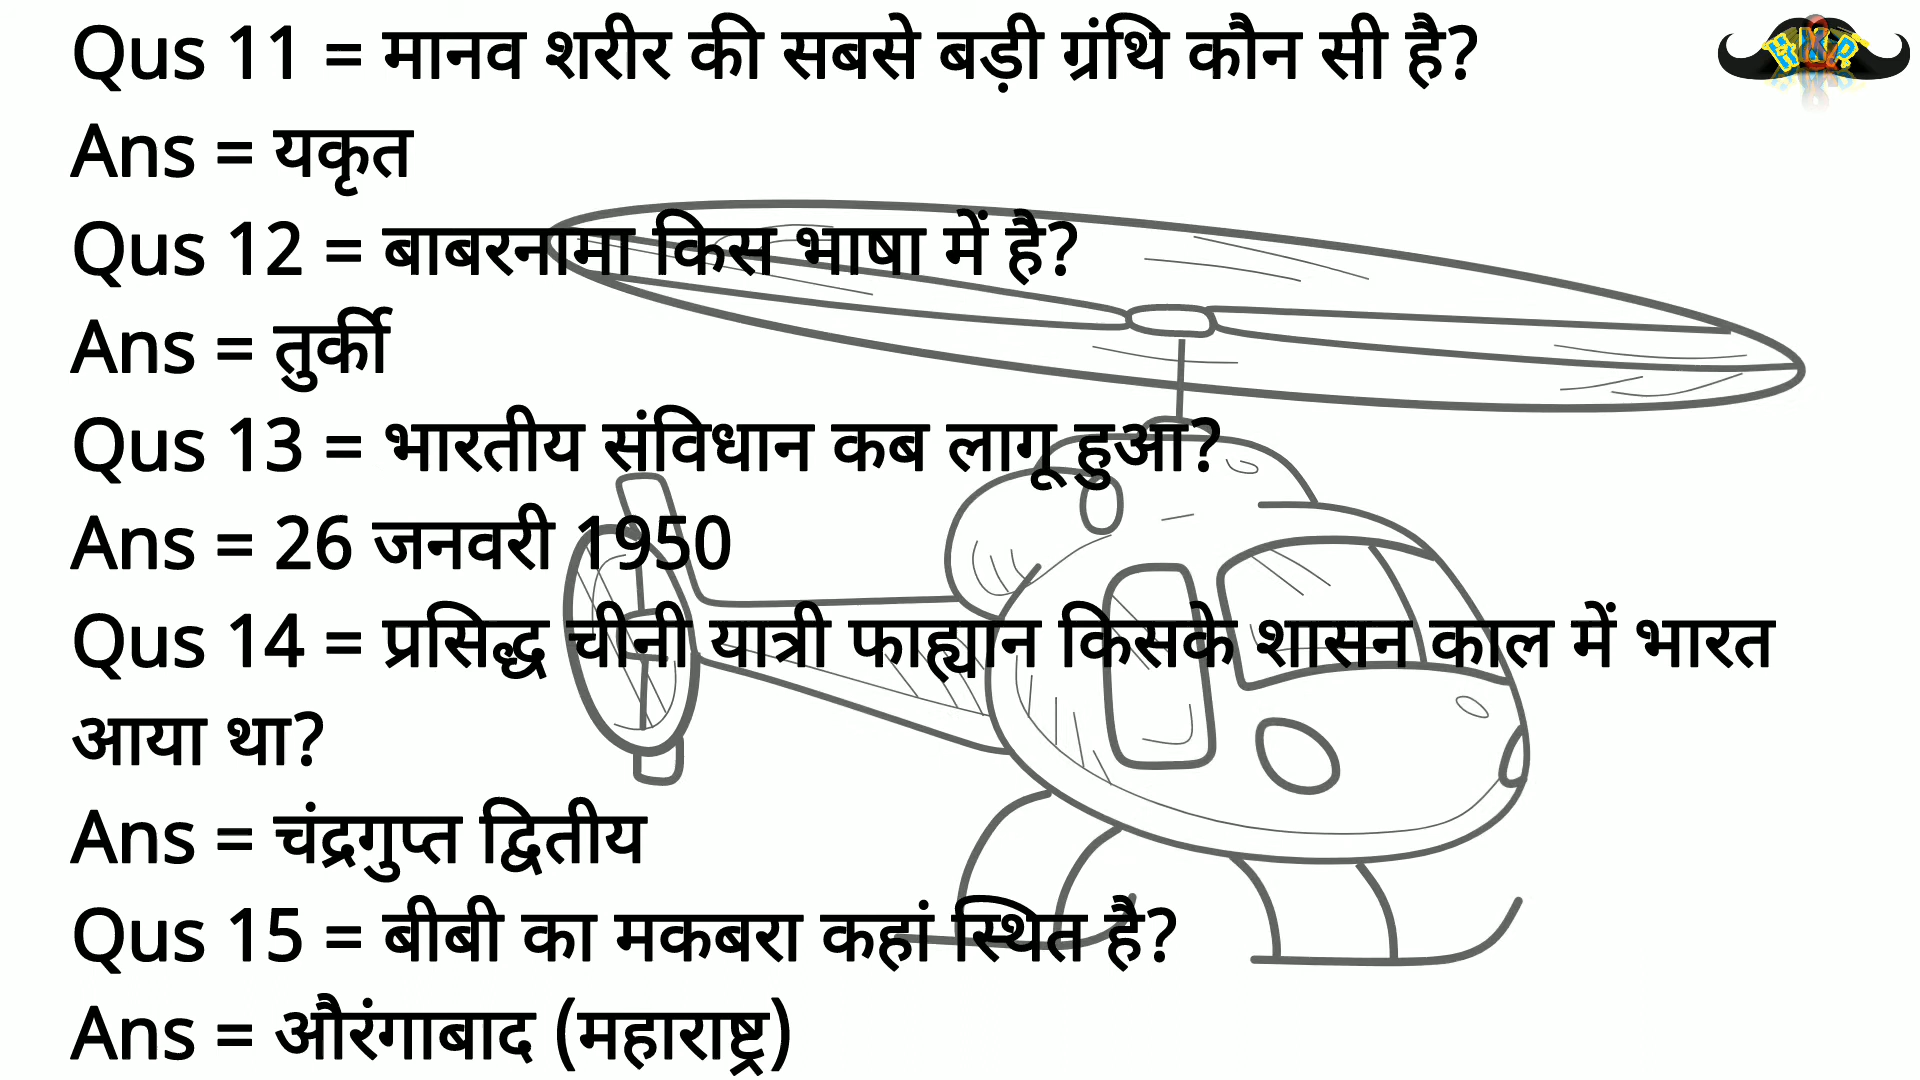 Qus 11 = मानव शरीर की सबसे बड़ी ग्रंथि कौन सी है?
HKP
Ans = यकृत
Qus 12 = बाबरनामा किस भाषा में है?
Ans = तुर्की
Qus 13 = भारतीय संविधान कब लागू हुआ?
Ans = 26 जनवरी 1950
Qus 14 = प्रसिद्ध चीनी यात्री फाह्यान किसके शासन काल में भारत
आया था?
Ans = चंद्रगुप्त द्वितीय
Qus 15 = बीबी का मकबरा कहां स्थित है?
Ans = औरंगाबाद (महाराष्ट्र)